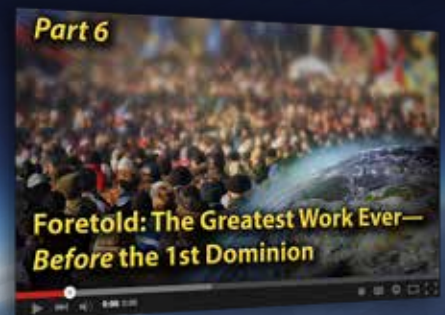 Part 6
Foretold: The Greatest Work Ever—
Before the 1st Dominion